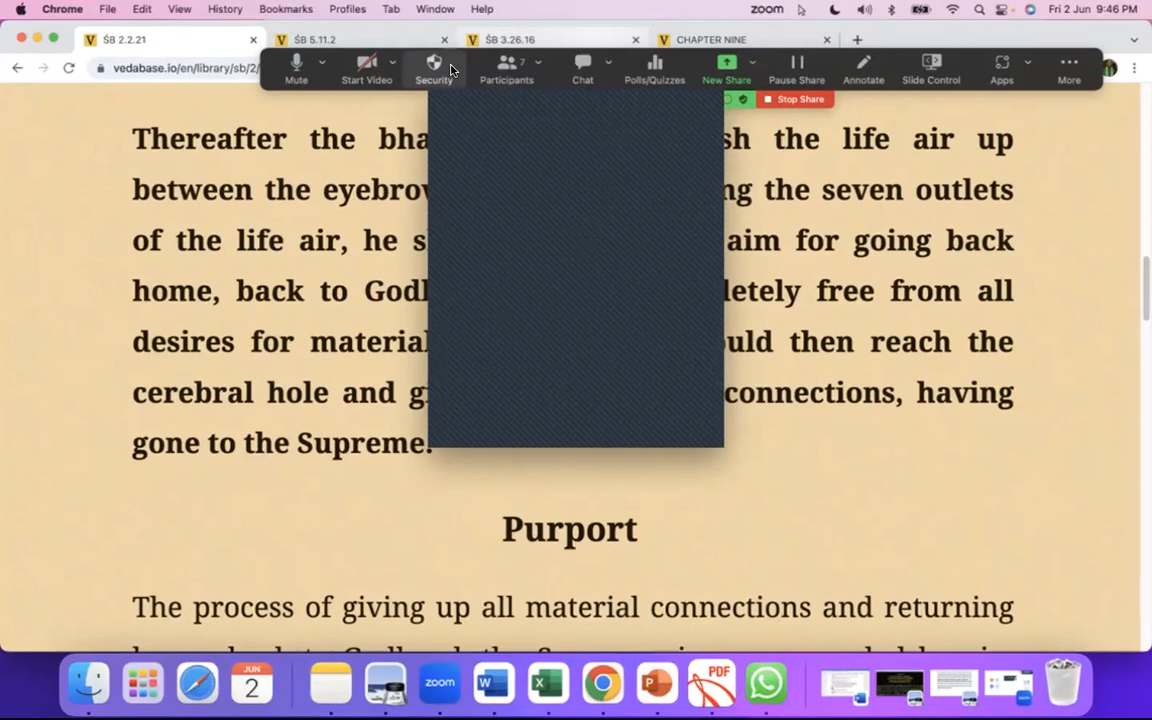 Chrome File Edit View History Bookmarks Profiles Tab Window Help zoom Fri 2 Jun 9:46 PM
ŚB 2.2.21 ŚB 5.11.2 ŚB 3.26.16 CHAPTER NINE
vedabase.io/en/library/sb/2/
Mute Start Video Security Participants 7 Chat Polls/Quizzes New Share Pause Share Annotate Slide Control Apps More
Stop Share
Thereafter the bha sh the life air up
between the eyebrow ng the seven outlets
of the life air, he s aim for going back
home, back to Godl letely free from all
desires for material uld then reach the
cerebral hole and gi connections, having
gone to the Supreme.
Purport
The process of giving up all material connections and returning
JUN
2
zoom
W
X
P
PDF